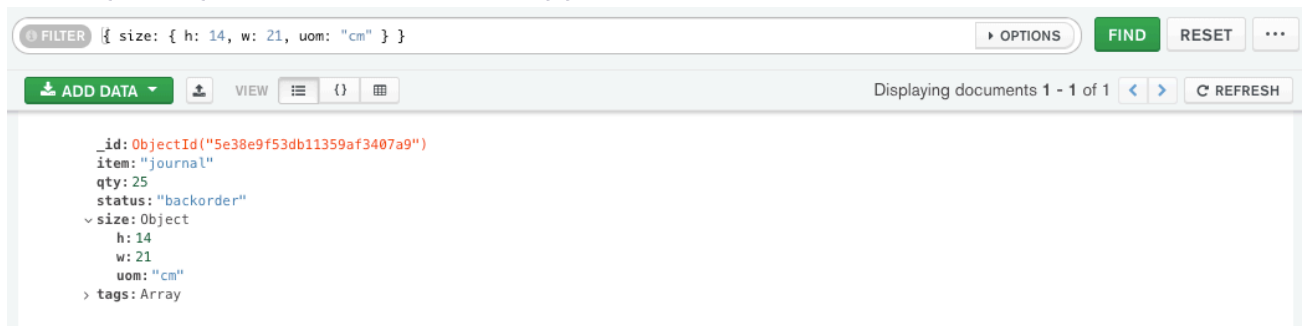 FILTER { size: { h: 14, w: 21, uom: "cm" } } OPTIONS FIND RESET ...
ADD DATA VIEW {} Displaying documents 1 - 1 of 1 < > REFRESH
_id: ObjectId("5e38e9f53db11359af3407a9")
item: "journal"
qty: 25
status: "backorder"
size: Object
h: 14
w: 21
uom: "cm"
> tags: Array